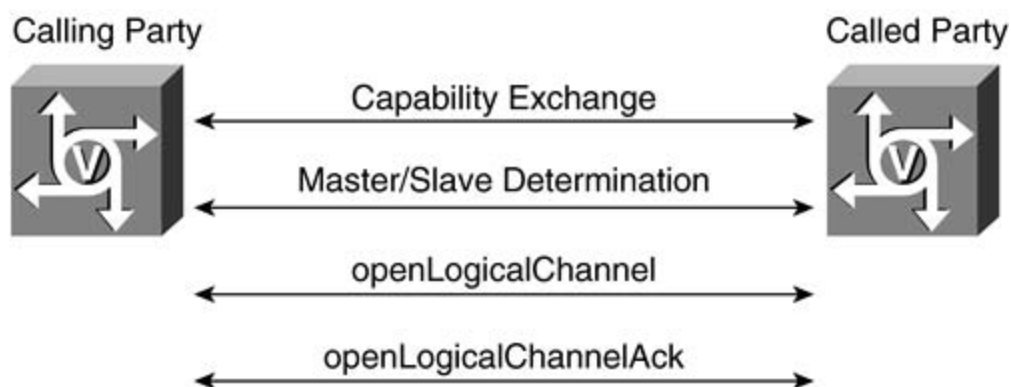 Calling Party
Called Party
Capability Exchange
V
V
Master/Slave Determination
openLogicalChannel
openLogicalChannelAck